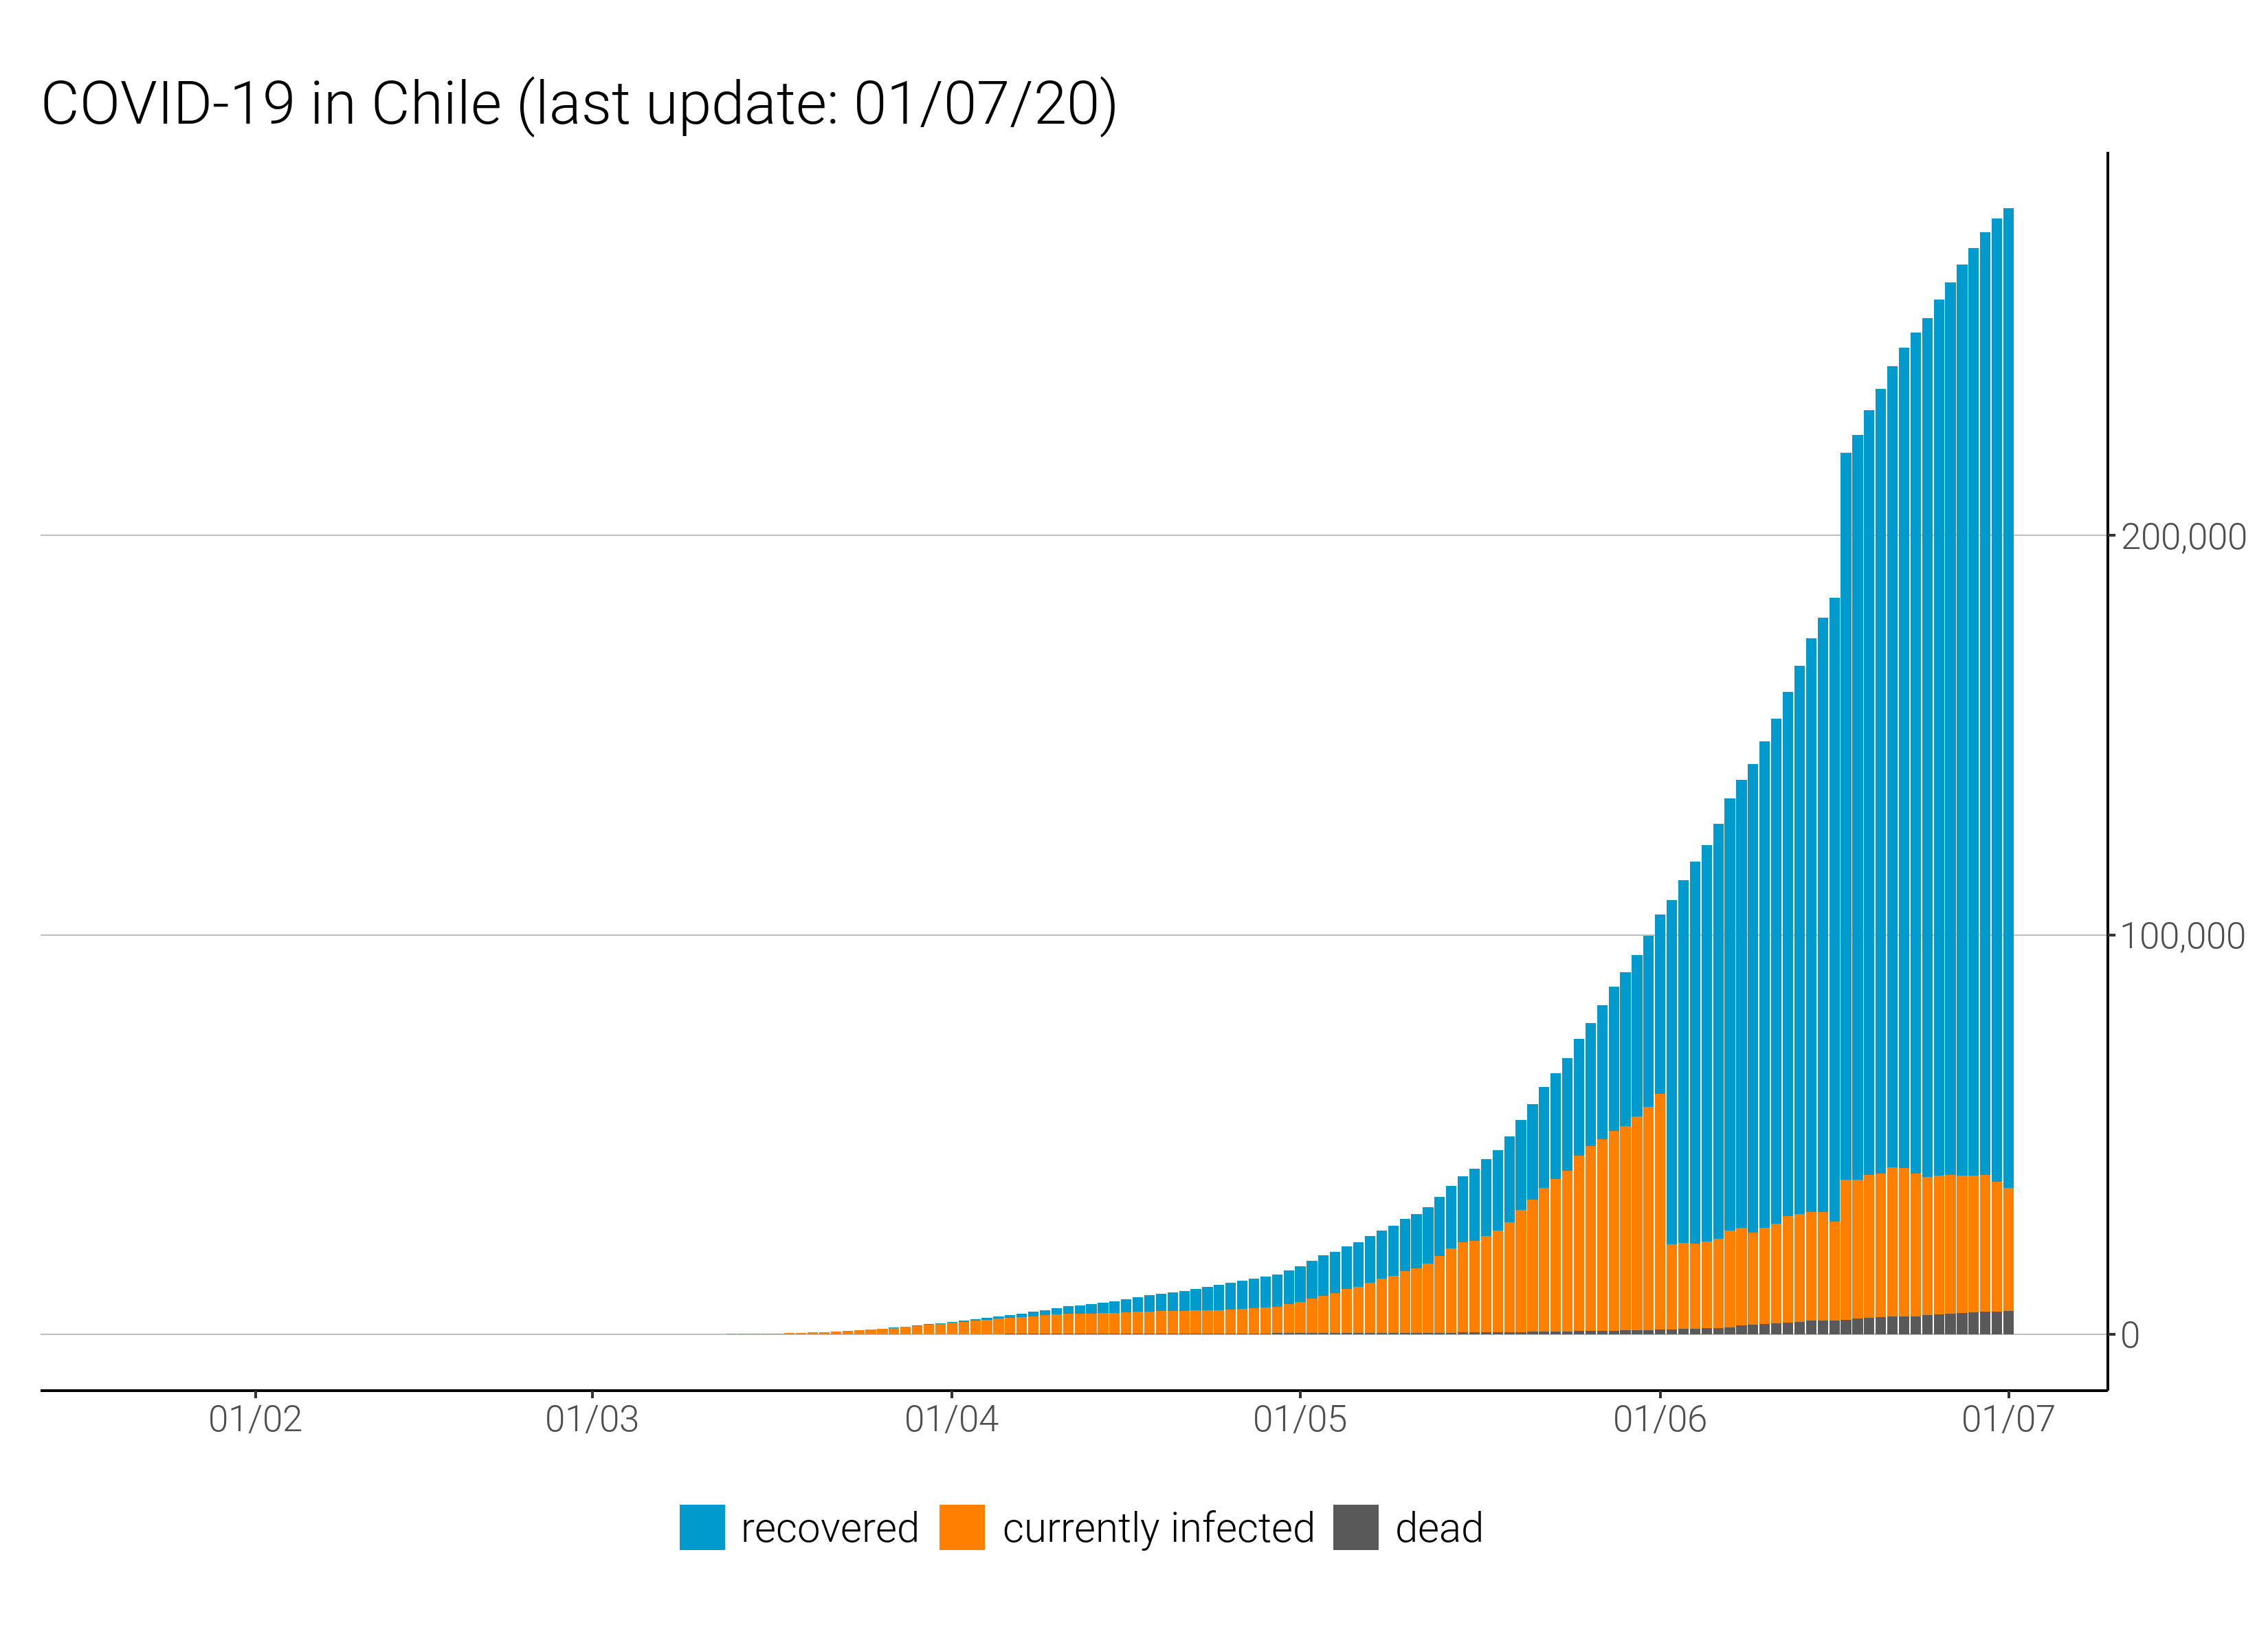 COVID-19 in Chile (last update: 01/07/20)
200,000
100,000
0
01/02 01/03 01/04 01/05 01/06 01/07
recovered currently infected dead